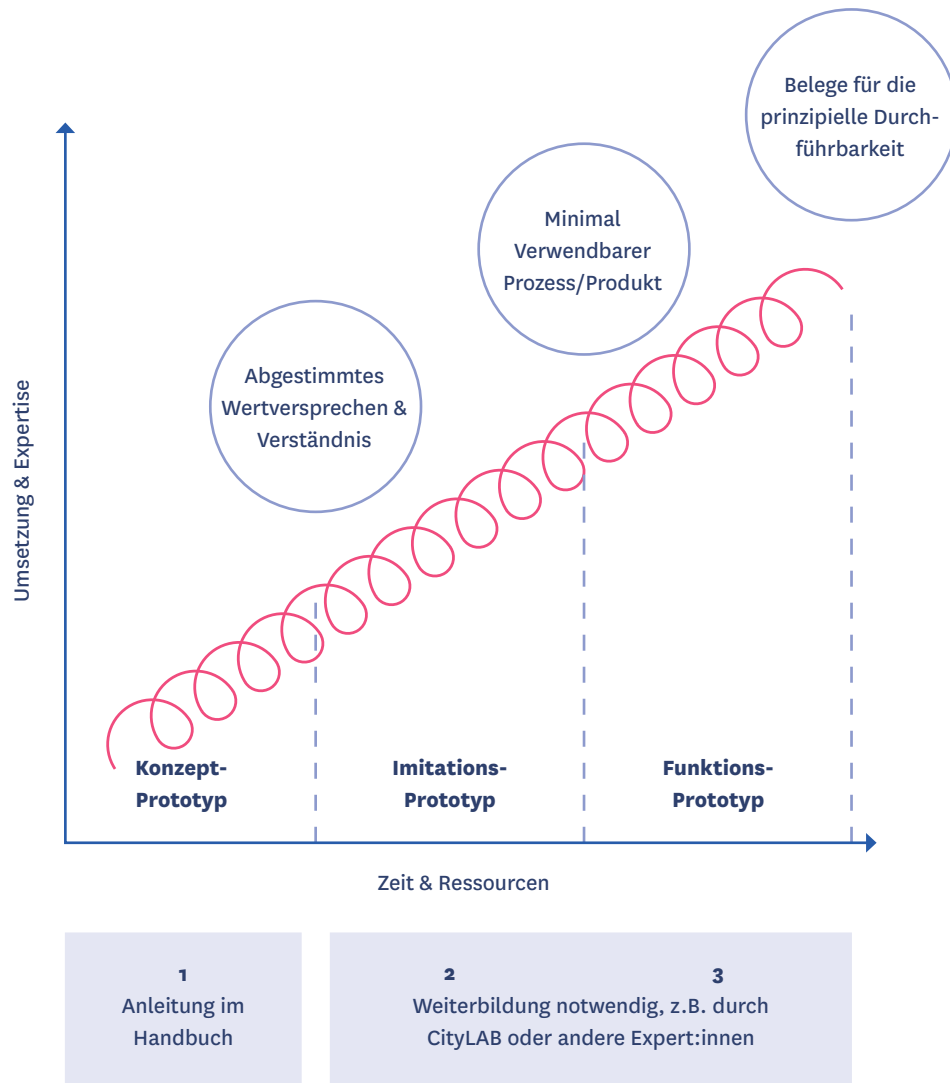 Belege für die
prinzipielle Durch-
führbarkeit
Minimal
Verwendbarer
Prozess/Produkt
Abgestimmtes
Wertversprechen &
Verständnis
Umsetzung & Expertise
Konzept-
Prototyp
Imitations-
Prototyp
Funktions-
Prototyp
Zeit & Ressourcen
1
Anleitung im
Handbuch
2 3
Weiterbildung notwendig, z.B. durch
CityLAB oder andere Expert:innen